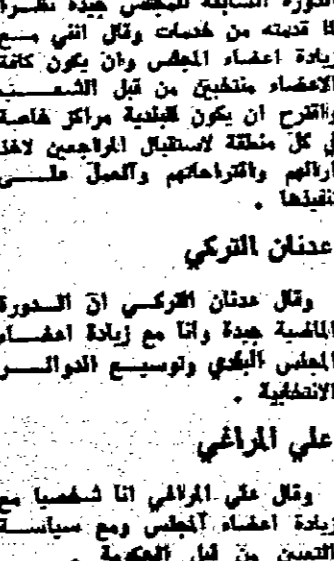 الدورة السابقة للمجلس جيدة نظرا
لما قدمته من خدمات وقال انني مع
زيادة اعضاء المجلس وان يكون كافة
الاعضاء منتخبين من قبل الشعب
واقترح ان يكون للبلدية مراكز خاصة
في كل منطقة لاستقبال المراجعين لاخذ
ارائهم واقتراحاتهم والعمل على
تنفيذها .
عدنان التركي
وقال عدنان التركي ان الدورة
الماضية جيدة وانا مع زيادة اعضاء
المجلس البلدي وتوسيع الدوائر
الانتخابية .
علي المراغي
وقال علي المراغي انا شخصيا مع
زيادة اعضاء المجلس ومع سياسة
التعيين من قبل الحكومة .